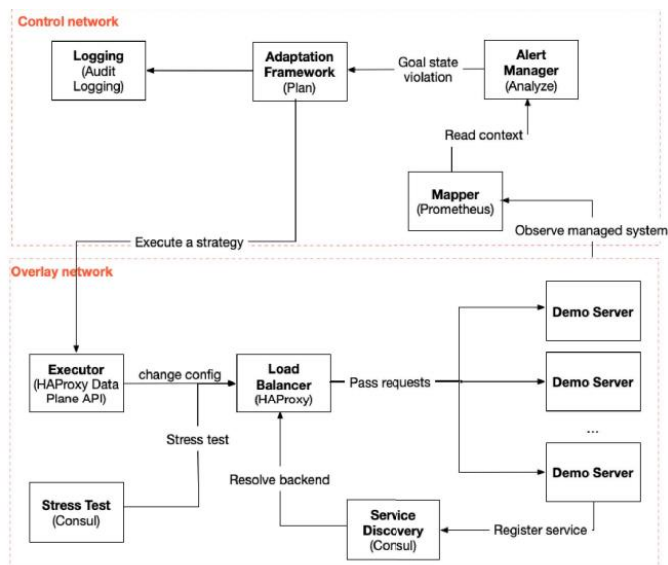 Control network
Logging
(Audit
Logging)
Adaptation
Framework
(Plan)
Goal state
violation
Alert
Manager
(Analyze)
Read context
Mapper
(Prometheus)
Observe managed system
Execute a strategy
Overlay network
Demo Server
Executor
(HAProxy Data
Plane API)
change config
Load
Balancer
(HAProxy)
Pass requests
Demo Server
...
Stress test
Demo Server
Resolve backend
Stress Test
(Consul)
Service
Discovery
(Consul)
Register service